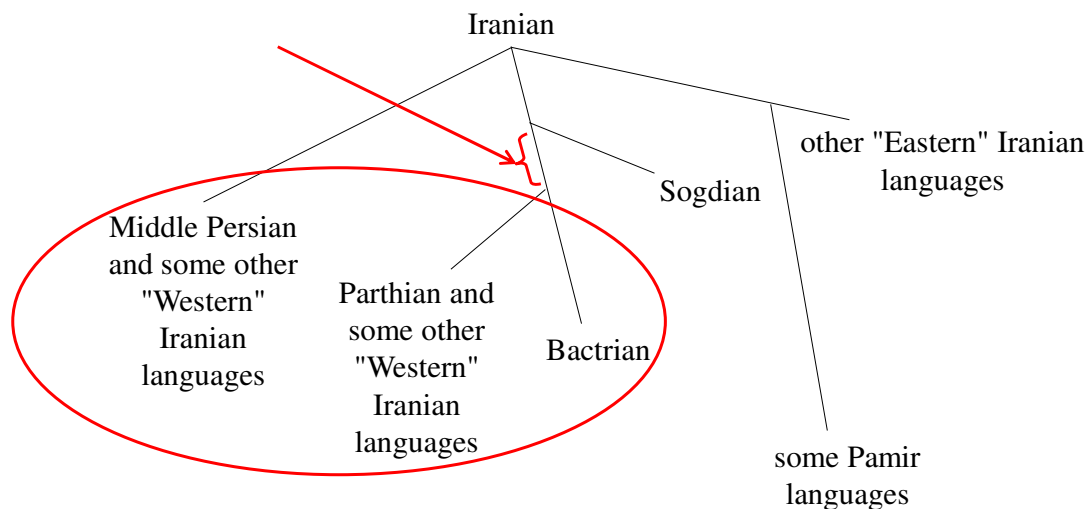 Iranian
other "Eastern" Iranian
languages
Sogdian
Middle Persian
and some other
"Western"
Iranian
languages
Parthian and
some other
"Western"
Iranian
languages
Bactrian
some Pamir
languages